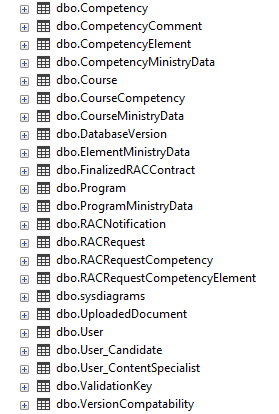 dbo.Competency
dbo.CompetencyComment
dbo.CompetencyElement
dbo.CompetencyMinistryData
dbo.Course
dbo.CourseCompetency
dbo.CourseMinistryData
dbo.DatabaseVersion
dbo.ElementMinistryData
dbo.FinalizedRACContract
dbo.Program
dbo.ProgramMinistryData
dbo.RACNotification
dbo.RACRequest
dbo.RACRequestCompetency
dbo.RACRequestCompetencyElement
dbo.sysdiagrams
dbo.UploadedDocument
dbo.User
dbo.User_Candidate
dbo.User_ContentSpecialist
dbo.ValidationKey
dbo.VersionCompatability